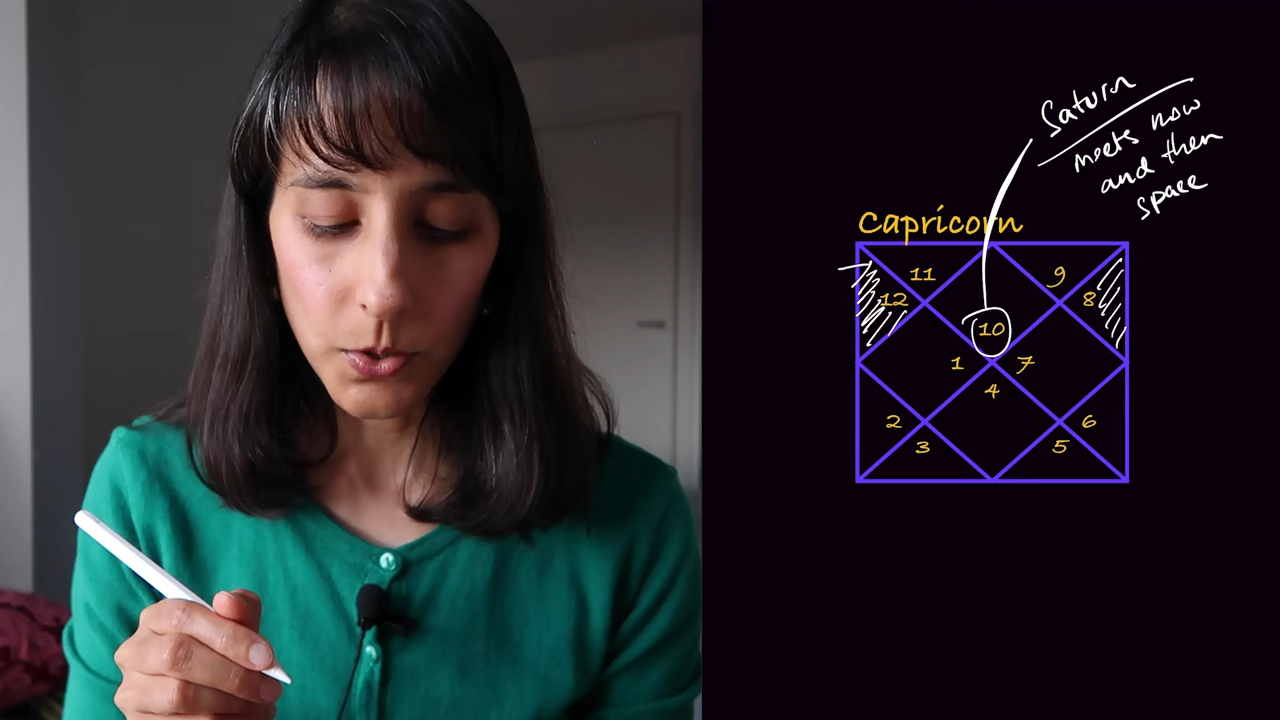 Saturn
meets now
and then
space
Capricorn
11 9
12 8
10
1 7
4
2 6
3 5